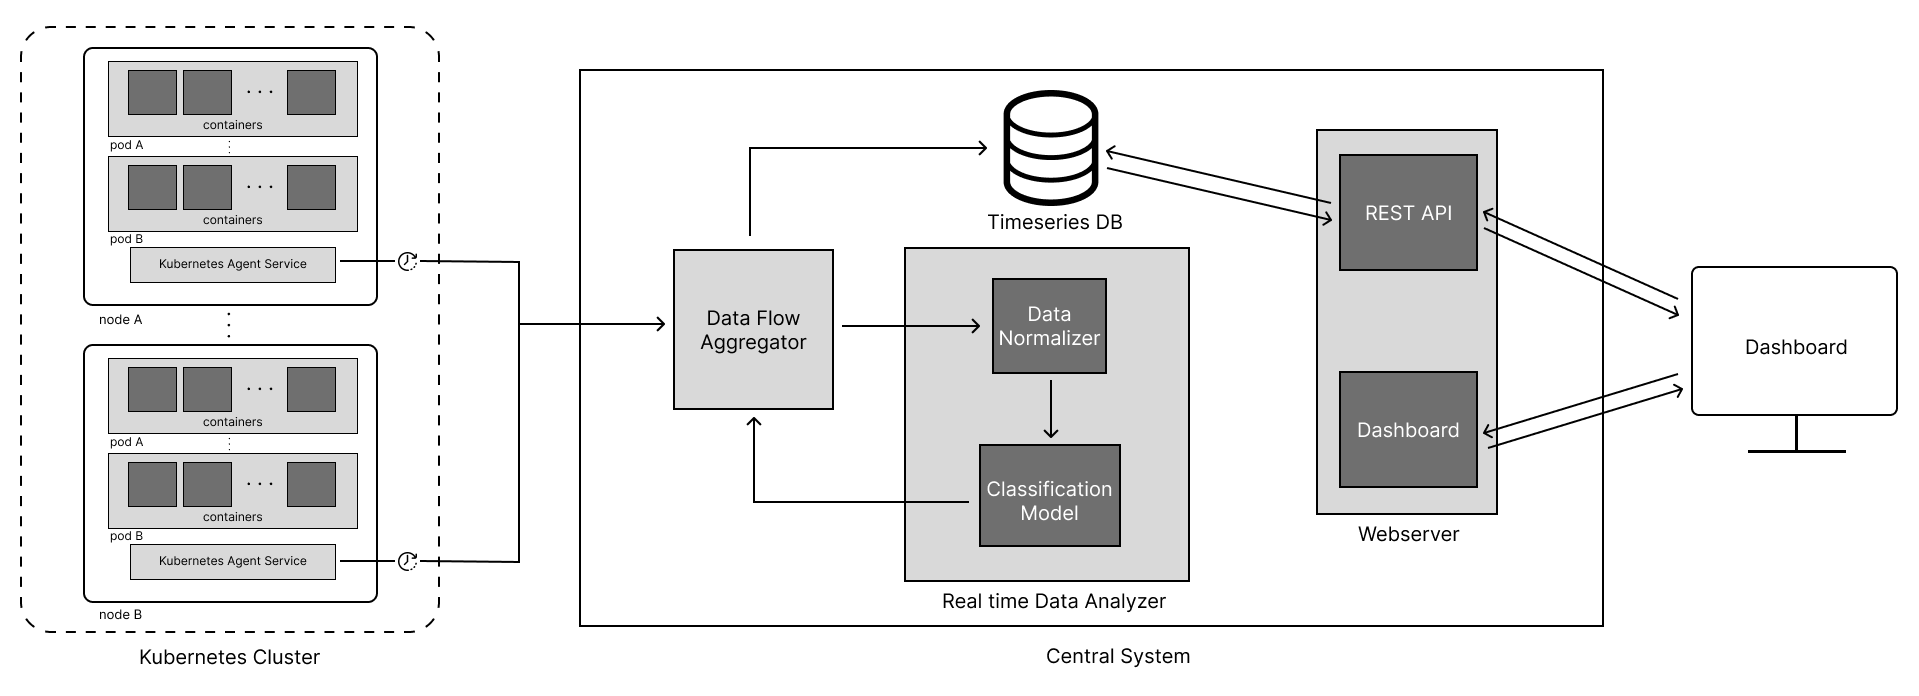 containers
pod A
containers
pod B
Kubernetes Agent Service
node A
containers
pod A
containers
pod B
Kubernetes Agent Service
node B
Kubernetes Cluster
Data Flow
Aggregator
Timeseries DB
Data
Normalizer
Classification
Model
Real time Data Analyzer
REST API
Dashboard
Webserver
Central System
Dashboard